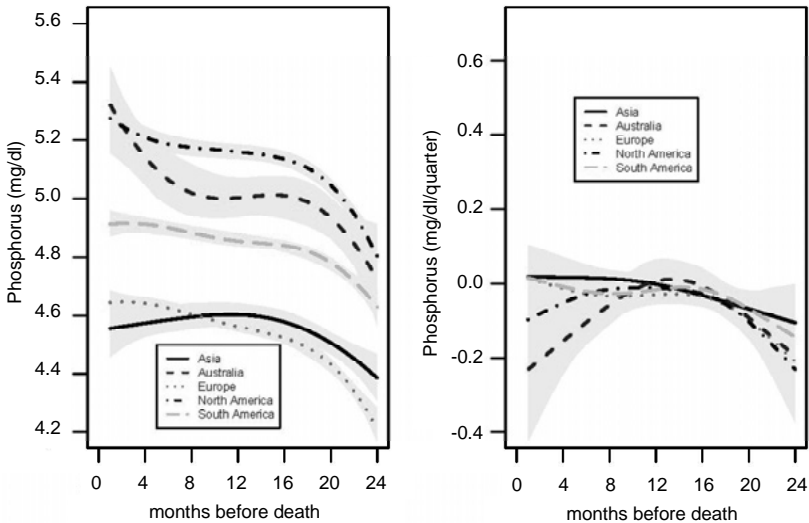 5.6
5.4
5.2
5.0
4.8
4.6
4.4
4.2
Phosphorus (mg/dl)
Asia
Australia
Europe
North America
South America
0 4 8 12 16 20 24
months before death
0.6
0.4
0.2
0.0
-0.2
-0.4
Phosphorus (mg/dl/quarter)
Asia
Australia
Europe
North America
South America
0 4 8 12 16 20 24
months before death